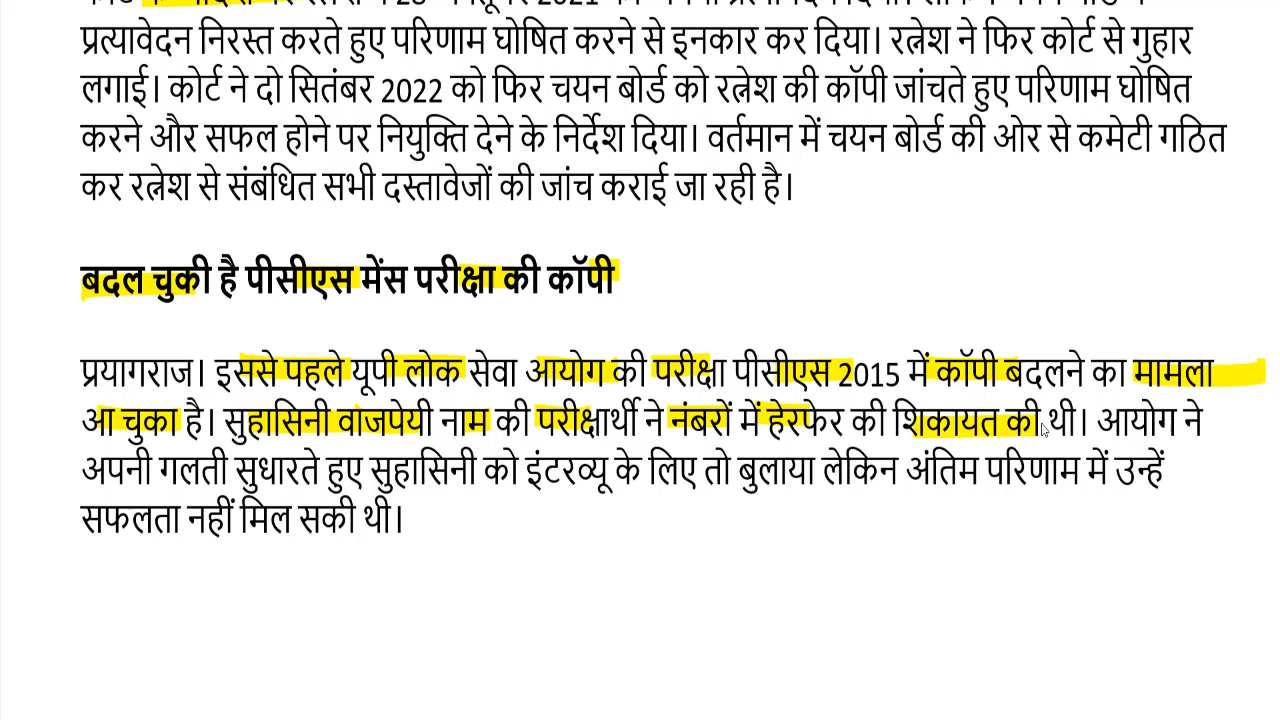 प्रत्यावेदन निरस्त करते हुए परिणाम घोषित करने से इनकार कर दिया। रत्नेश ने फिर कोर्ट से गुहार
लगाई। कोर्ट ने दो सितंबर 2022 को फिर चयन बोर्ड को रत्नेश की कॉपी जांचते हुए परिणाम घोषित
करने और सफल होने पर नियुक्ति देने के निर्देश दिया। वर्तमान में चयन बोर्ड की ओर से कमेटी गठित
कर रत्नेश से संबंधित सभी दस्तावेजों की जांच कराई जा रही है।
बदल चुकी है पीसीएस मेंस परीक्षा की कॉपी
प्रयागराज। इससे पहले यूपी लोक सेवा आयोग की परीक्षा पीसीएस 2015 में कॉपी बदलने का मामला
आ चुका है। सुहासिनी वाजपेयी नाम की परीक्षार्थी ने नंबरों में हेरफेर की शिकायत की थी। आयोग ने
अपनी गलती सुधारते हुए सुहासिनी को इंटरव्यू के लिए तो बुलाया लेकिन अंतिम परिणाम में उन्हें
सफलता नहीं मिल सकी थी।